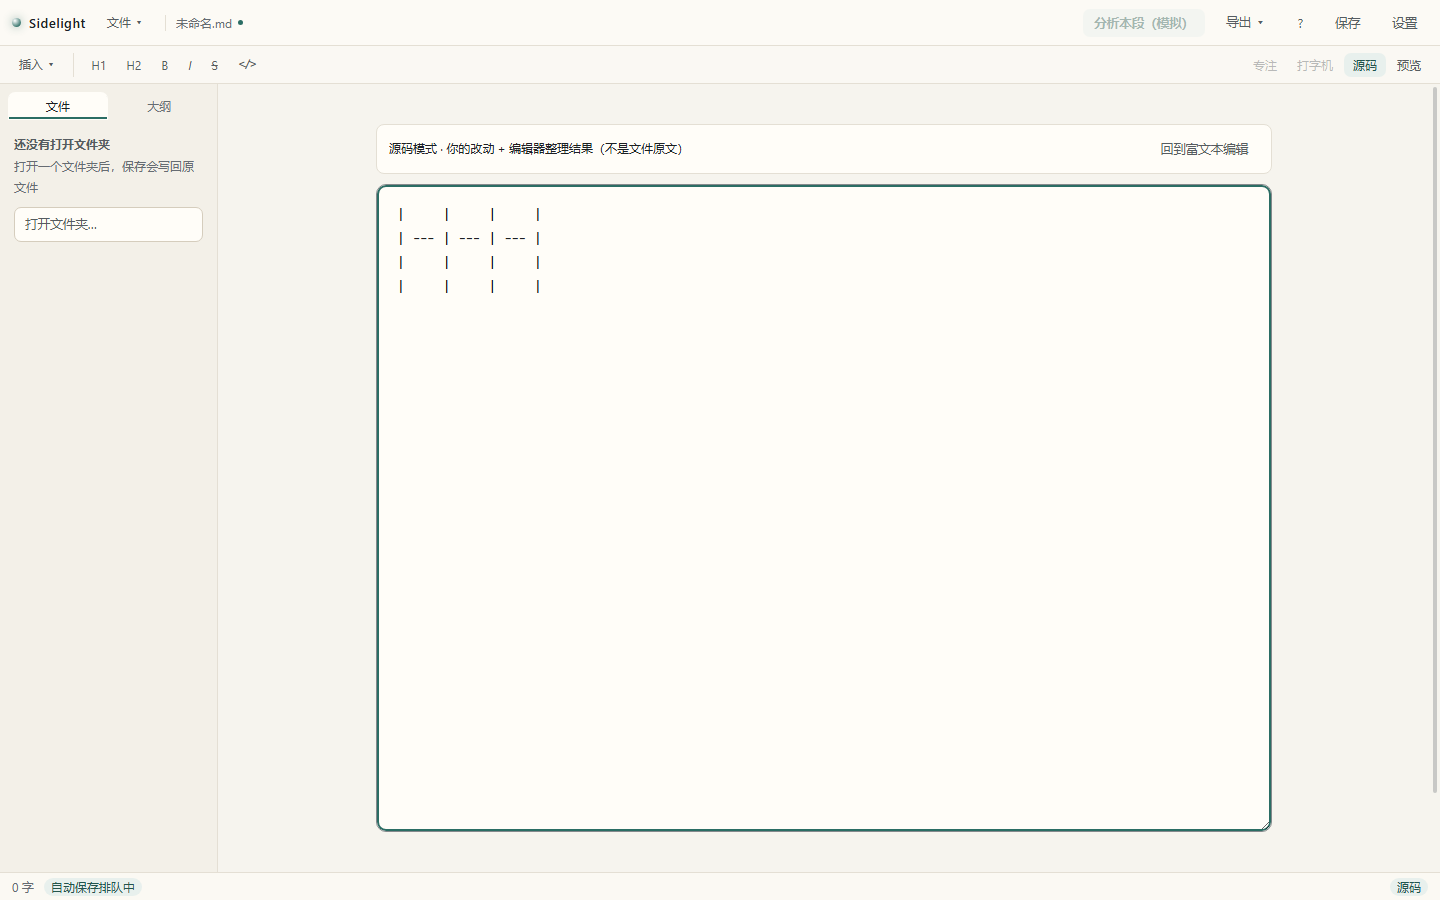 Sidelight 文件 ▾ 未命名.md ● 分析本段（模拟） 导出 ▾ ? 保存 设置
插入 ▾ H1 H2 B I S </> 专注 打字机 源码 预览
文件 大纲
还没有打开文件夹
打开一个文件夹后，保存会写回原
文件
打开文件夹...
源码模式 · 你的改动 + 编辑器整理结果（不是文件原文） 回到富文本编辑
|     |     |     |
| --- | --- | --- |
|     |     |     |
|     |     |     |
0 字 自动保存排队中 源码